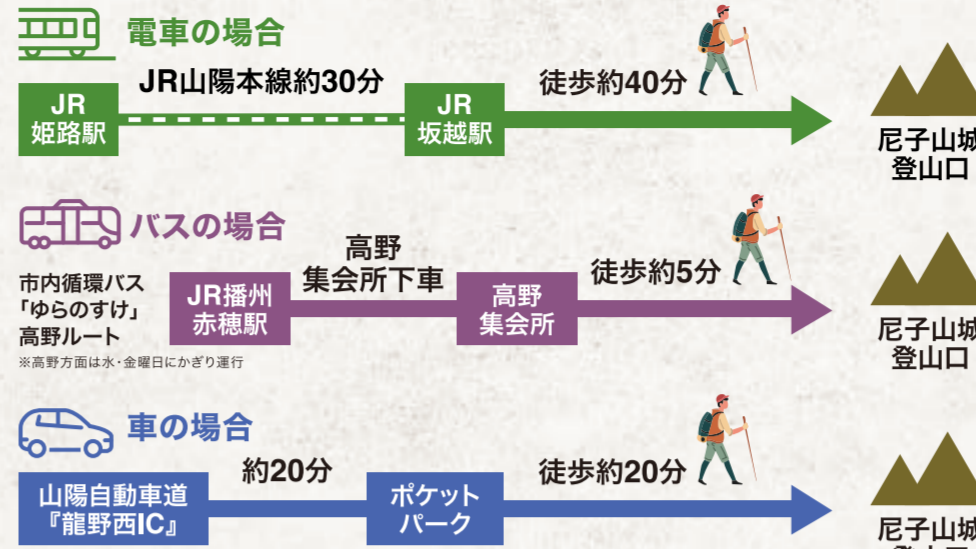 電車の場合
JR山陽本線約30分
徒歩約40分
JR
姫路駅
JR
坂越駅
尼子山城
登山口
バスの場合
市内循環バス
「ゆらのすけ」
高野ルート
※高野方面は水・金曜日にかぎり運行
JR播州
赤穂駅
高野
集会所下車
高野
集会所
徒歩約5分
尼子山城
登山口
車の場合
山陽自動車道
『龍野西IC』
約20分
ポケット
パーク
徒歩約20分
尼子山城